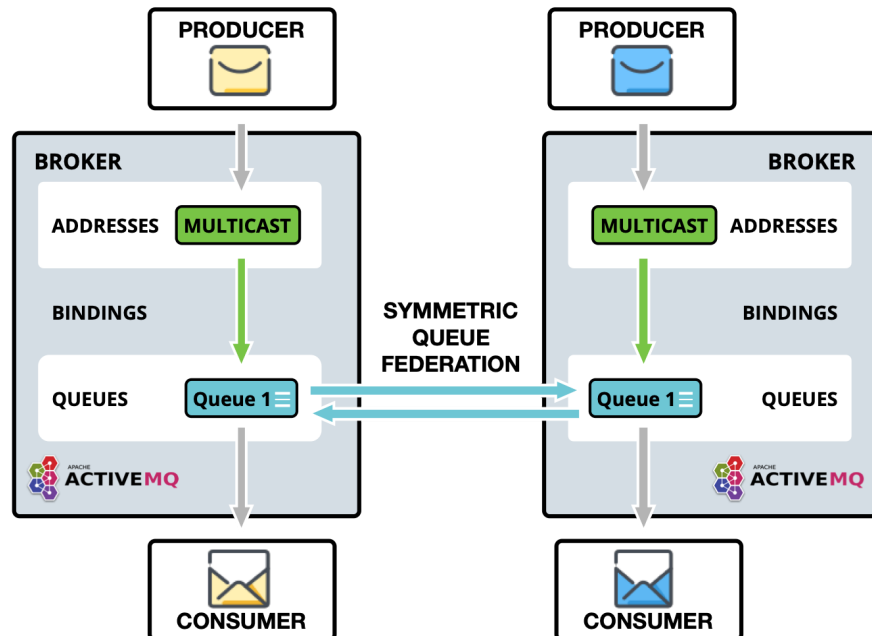 PRODUCER
PRODUCER
BROKER
BROKER
ADDRESSES
MULTICAST
MULTICAST
ADDRESSES
BINDINGS
SYMMETRIC
QUEUE
FEDERATION
BINDINGS
QUEUES
Queue 1
Queue 1
QUEUES
APACHE
ACTIVEMQ
APACHE
ACTIVEMQ
CONSUMER
CONSUMER